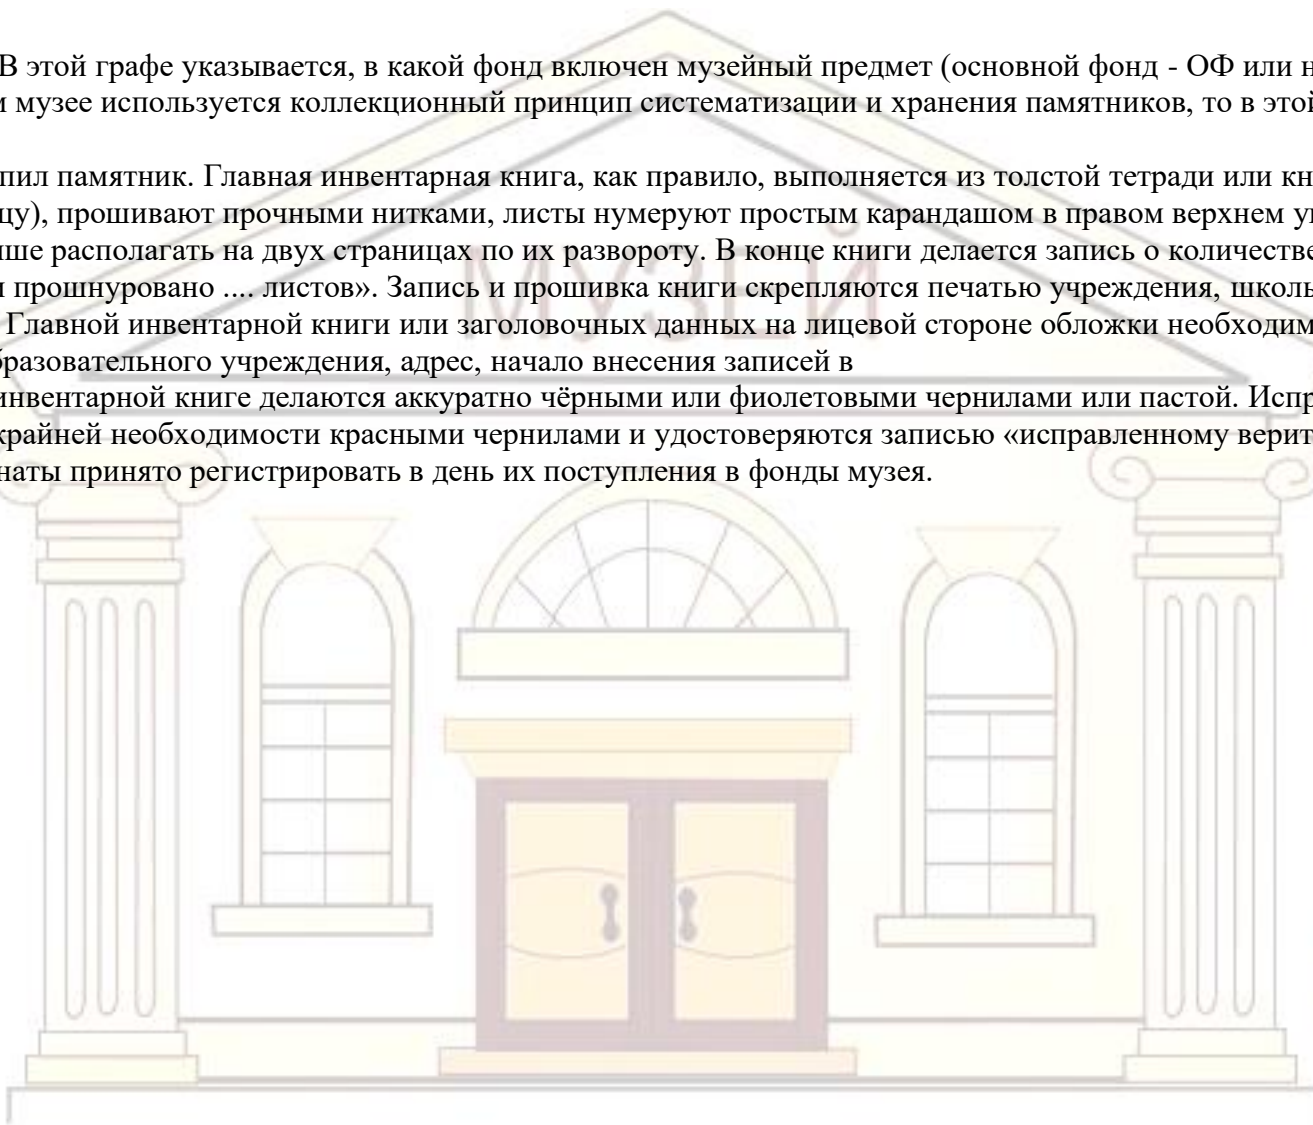 В этой графе указывается, в какой фонд включен музейный предмет (основной фонд - ОФ или н
м музее используется коллекционный принцип систематизации и хранения памятников, то в этой
пил памятник. Главная инвентарная книга, как правило, выполняется из толстой тетради или кн
цу), прошивают прочными нитками, листы нумеруют простым карандашом в правом верхнем уг
чше располагать на двух страницах по их развороту. В конце книги делается запись о количестве
и прошнуровано .... листов». Запись и прошивка книги скрепляются печатью учреждения, школь
Главной инвентарной книги или заголовочных данных на лицевой стороне обложки необходим
бразовательного учреждения, адрес, начало внесения записей в
инвентарной книге делаются аккуратно чёрными или фиолетовыми чернилами или пастой. Испр
крайней необходимости красными чернилами и удостоверяются записью «исправленному верит
наты принято регистрировать в день их поступления в фонды музея.
МУЗЕЙ